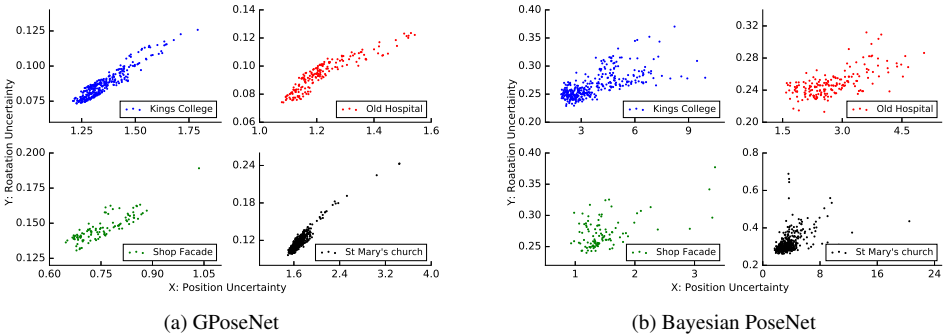 0.125
0.100
0.075
1.25 1.50 1.75
Kings College
0.14
0.12
0.10
0.08
0.06
1.0 1.2 1.4 1.6
Old Hospital
Y: Roatation Uncertainty
0.200
0.175
0.150
0.125
0.60 0.75 0.90 1.05
Shop Facade
0.24
0.20
0.16
0.12
1.6 2.4 3.2 4.0
St Mary's church
X: Position Uncertainty
(a) GPoseNet
0.40
0.35
0.30
0.25
0.20
3 6 9
Kings College
0.34
0.29
0.24
0.20
1.5 3.0 4.5
Old Hospital
Y: Roatation Uncertainty
0.40
0.35
0.30
0.25
1 2 3
Shop Facade
0.8
0.6
0.4
0.2
0 8 16 24
St Mary's church
X: Position Uncertainty
(b) Bayesian PoseNet